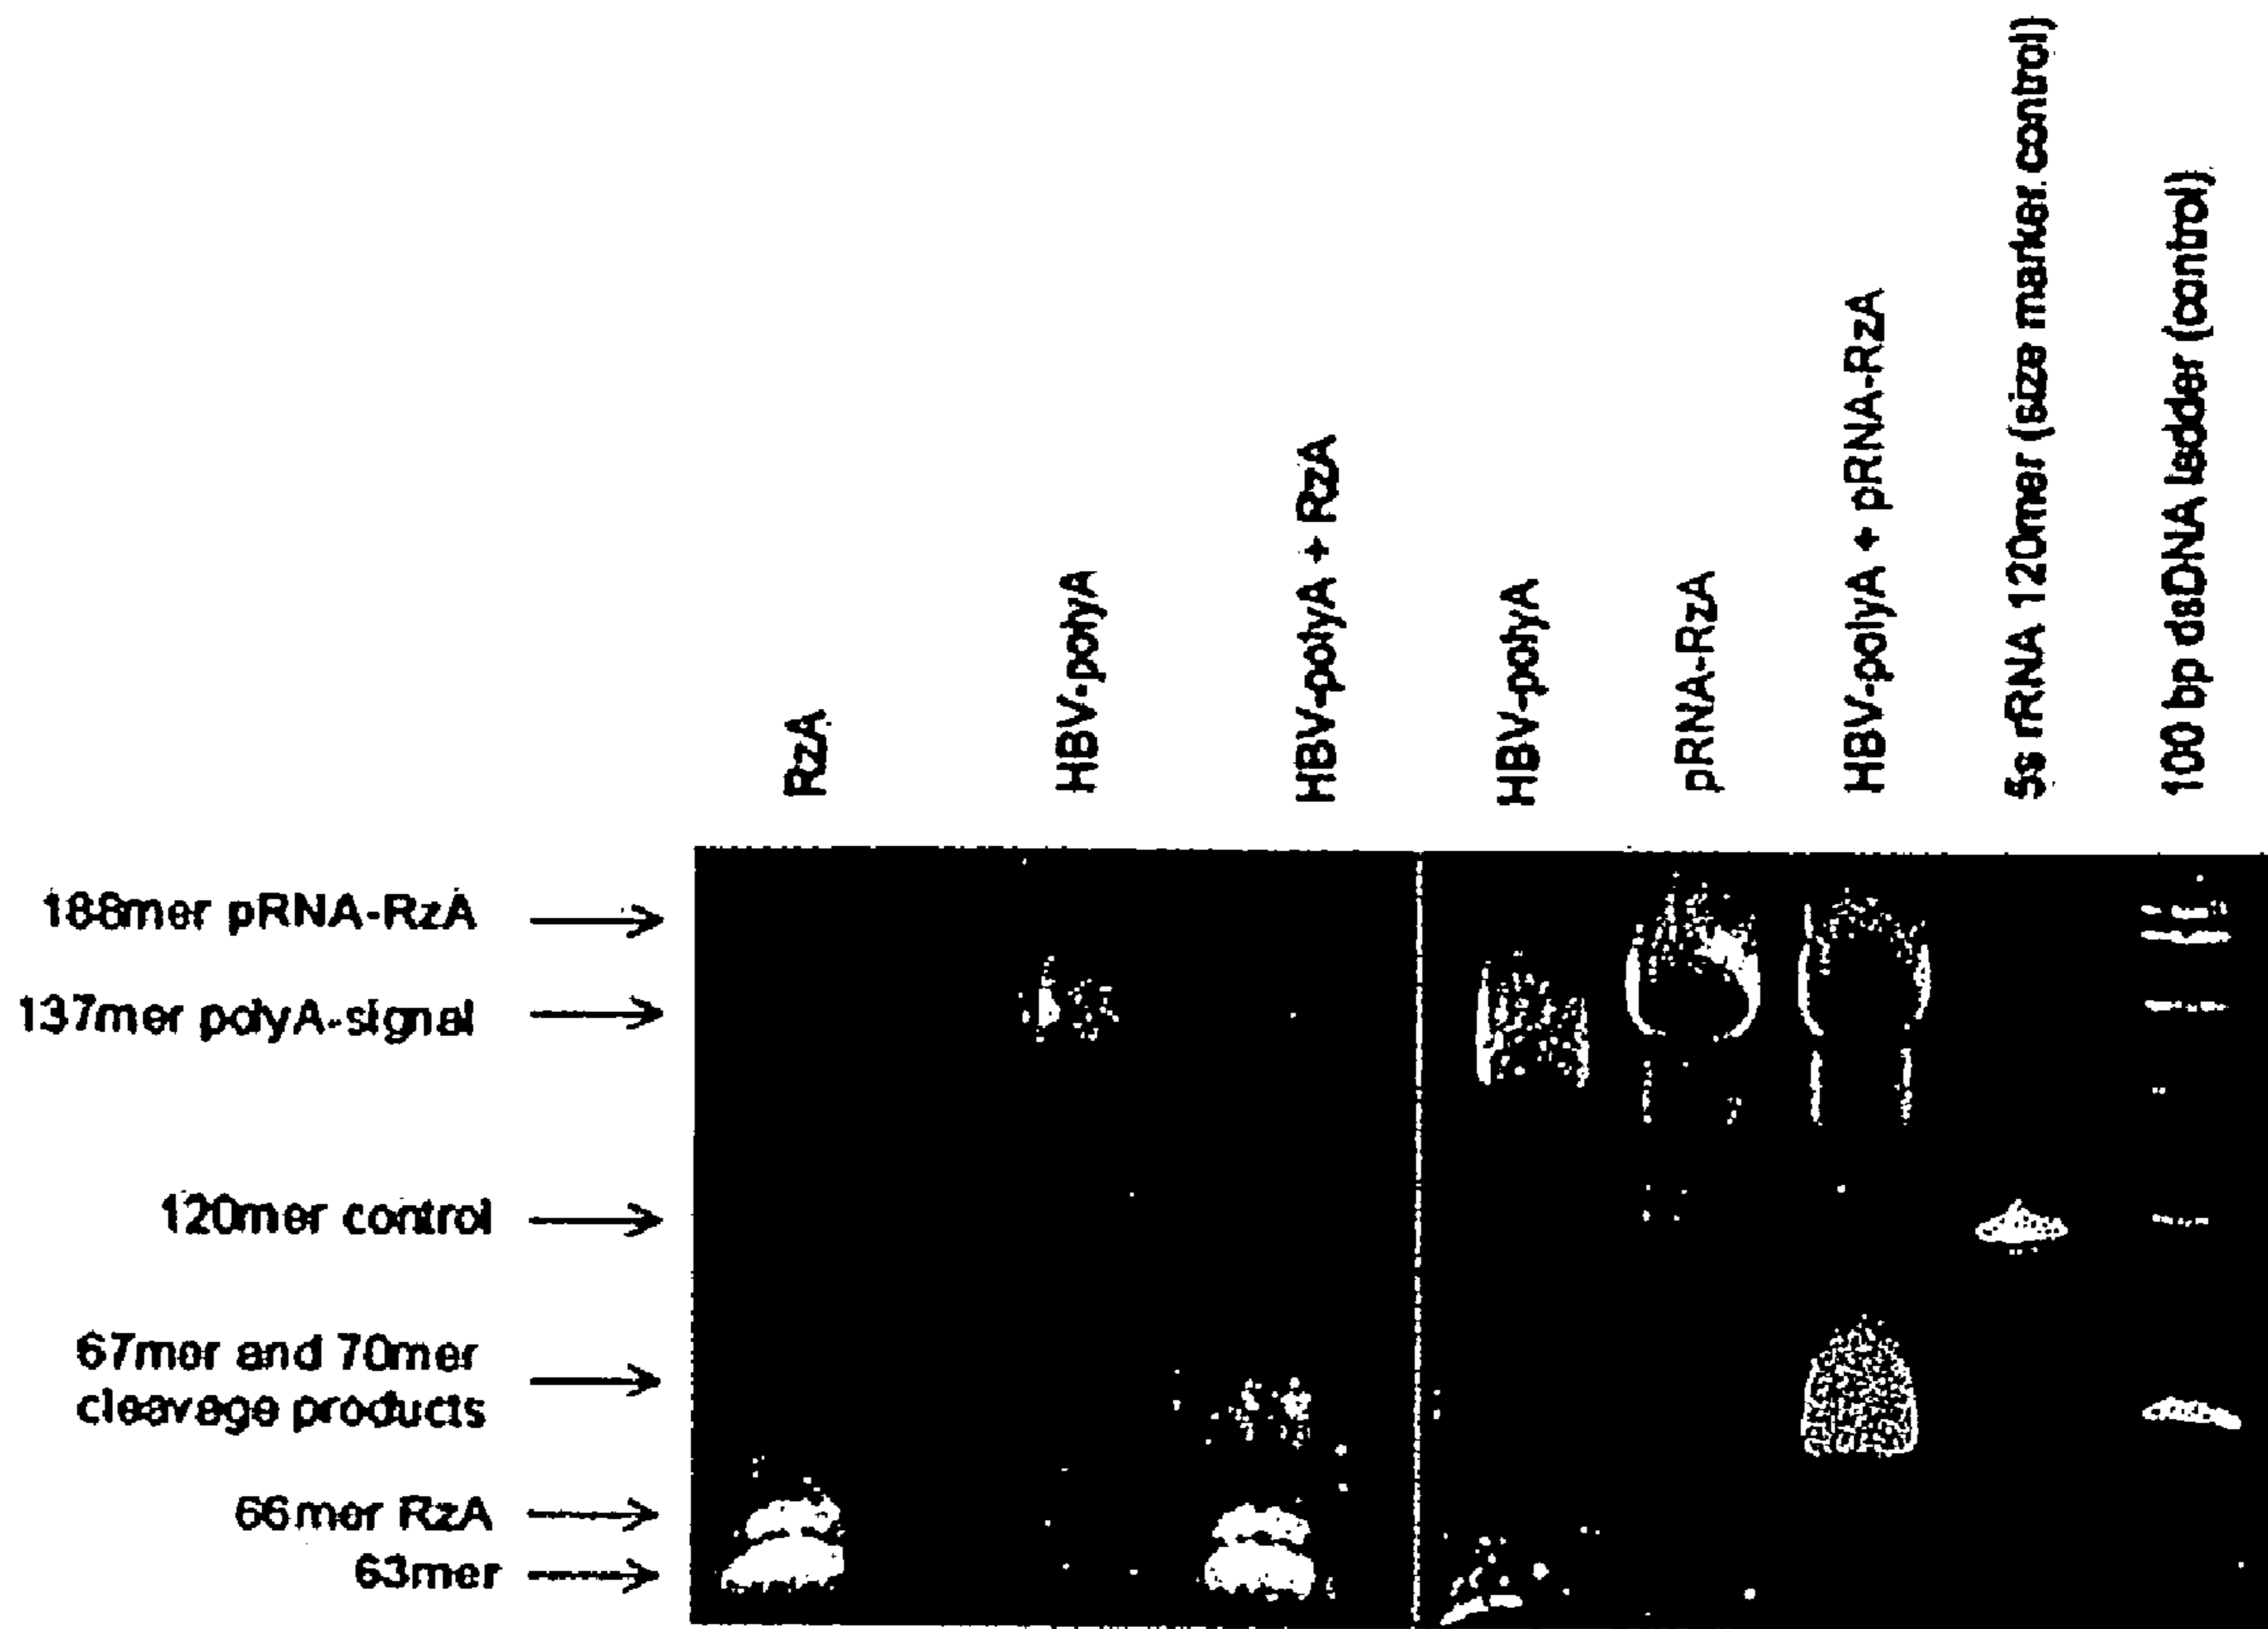 RzA
HBV-polyA
HBV-polyA + RzA
HBV-polyA
pRNA-RzA
HBV-polyA + pRNA-RzA
5s rRNA 120mer (size marker control)
100 bp dsDNA ladder (control)
188mer pRNA-RzA
137mer polyA-signal
120mer control
67mer and 70mer
cleavage products
66mer RzA
63mer